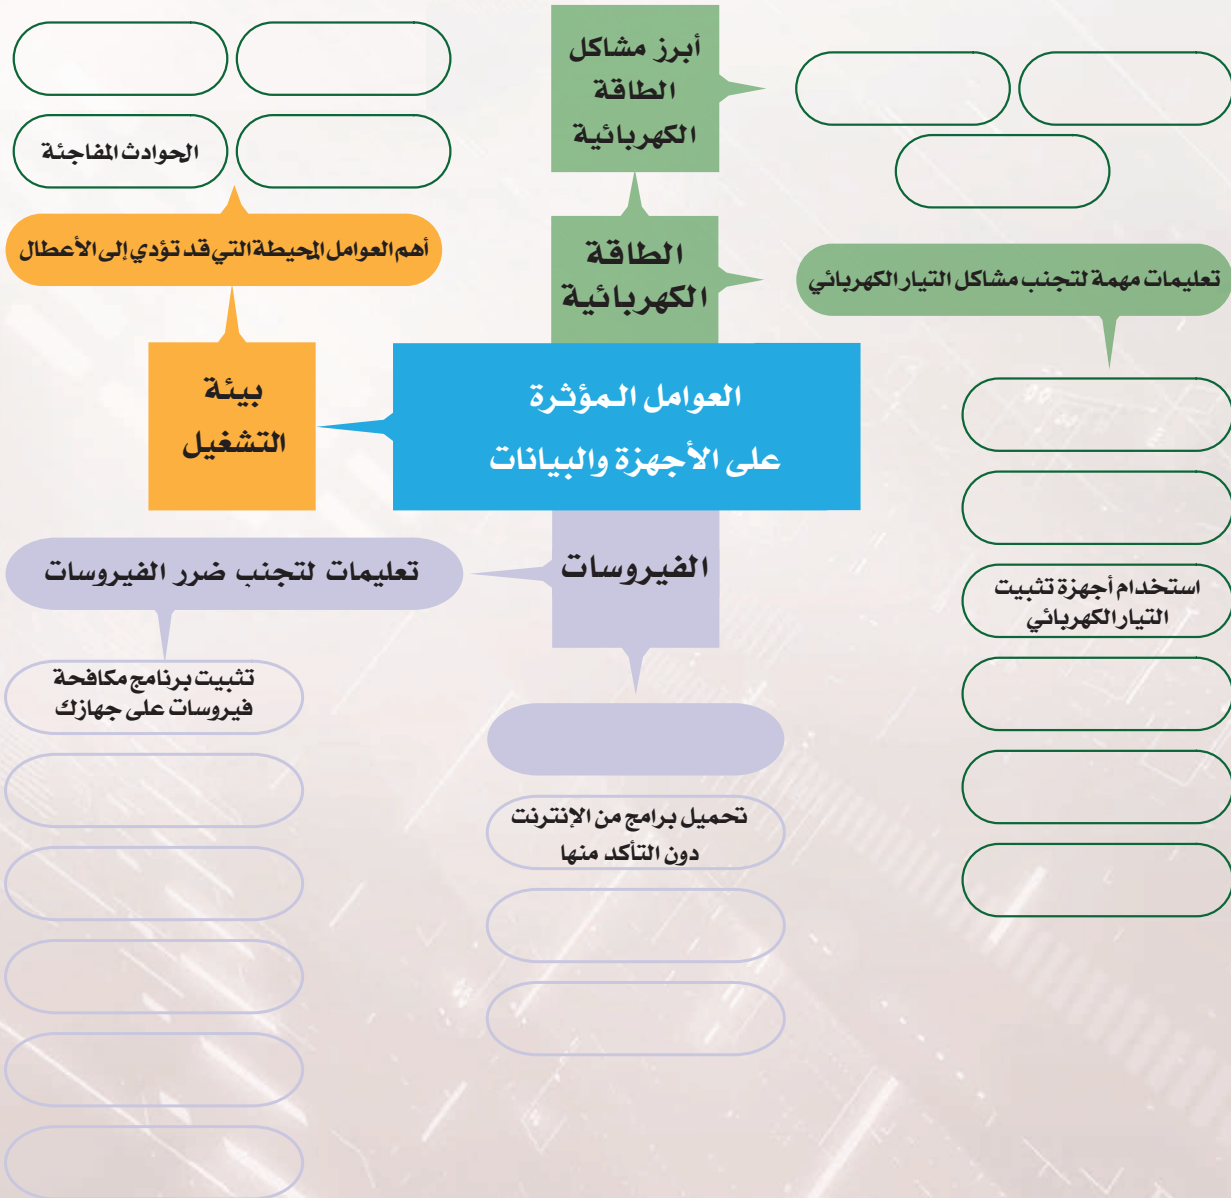 أبرز مشاكل
الطاقة
الكهربائية
الحوادث المفاجئة
أهم العوامل المحيطة التي قد تؤدي إلى الأعطال
الطاقة
الكهربائية
تعليمات مهمة لتجنب مشاكل التيار الكهربائي
العوامل المؤثرة
على الأجهزة والبيانات
بيئة
التشغيل
الفيروسات
تعليمات لتجنب ضرر الفيروسات
استخدام أجهزة تثبيت
التيار الكهربائي
تثبيت برنامج مكافحة
فيروسات على جهازك
تحميل برامج من الإنترنت
دون التأكد منها